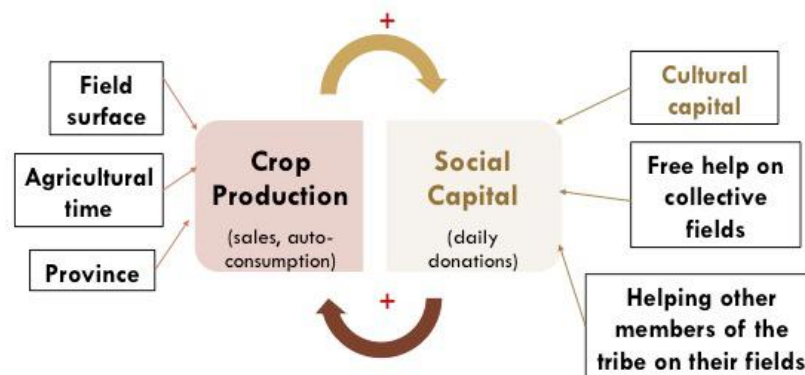 +
Field
surface
Agricultural
time
Province
Crop
Production
(sales, auto-
consumption)
Social
Capital
(daily
donations)
Cultural
capital
Free help on
collective
fields
Helping other
members of the
tribe on their fields
+